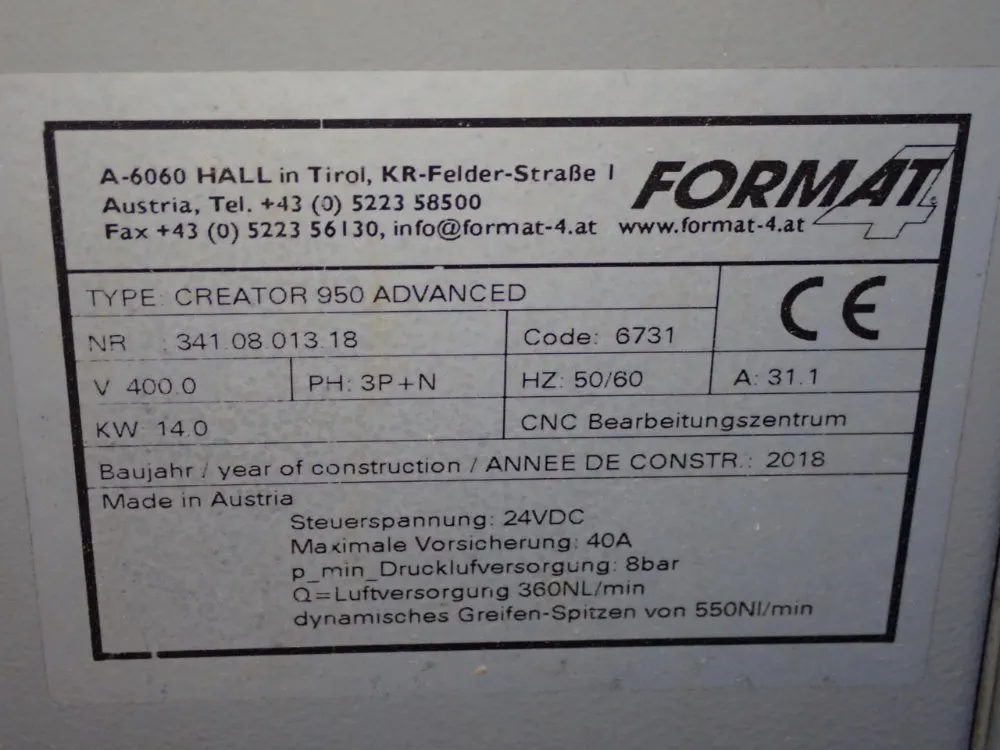 A-6060 HALL in Tirol, KR-Felder-Straße 1
Austria, Tel. +43 (0) 5223 58500
Fax +43 (0) 5223 56130, info@format-4.at www.format-4.at
FORMAT 4
TYPE: CREATOR 950 ADVANCED
CE
NR : 341.08.013.18 Code: 6731
V 400.0 PH: 3P+N HZ: 50/60 A: 31.1
KW: 14.0 CNC Bearbeitungszentrum
Baujahr / year of construction / ANNEE DE CONSTR.: 2018
Made in Austria
Steuerspannung: 24VDC
Maximale Vorsicherung: 40A
p_min_Drucklufversorgung: 8bar
Q=Luftversorgung 360NL/min
dynamisches Greifen-Spitzen von 550Nl/min